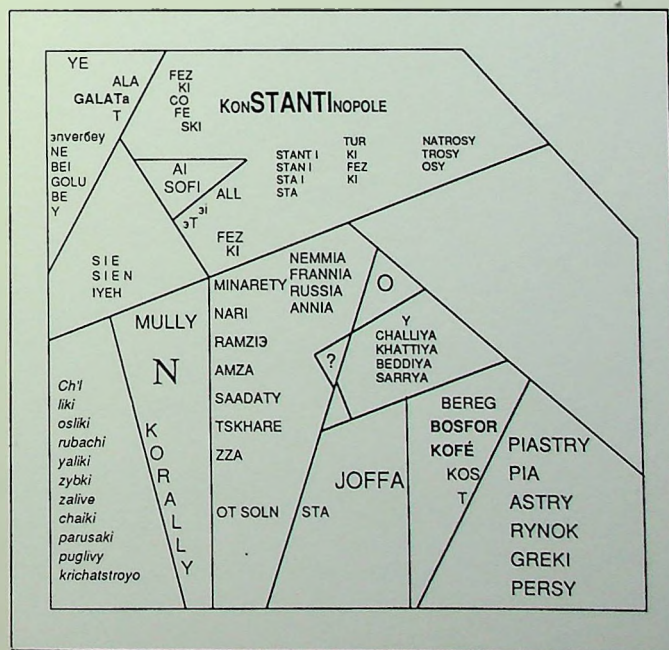 YE
ALA
GALATa
T
эnverбey
NE
BEI
GOLU
BE
Y
FEZ
KI
CO
FE
SKI
KonSTANTINOPOLE
STANT I
STAN I
STA I
STA
TUR
KI
FEZ
KI
NATROSY
TROSY
OSY
AI
SOFI
ALL
эi
эT
FEZ
KI
S I E
S I E N
IYEH
MULLY
N
K
O
R
A
L
L
Y
Ch'l
liki
osliki
rubachi
yaliki
zybki
zalive
chaiki
parusaki
puglivy
krichatstroyo
MINARETY
NARI
RAMZIЭ
AMZA
SAADATY
TSKHARE
ZZA
OT SOLN
NEMMIA
FRANNIA
RUSSIA
ANNIA
O
?
Y
CHALLIYA
KHATTIYA
BEDDIYA
SARRYA
STA
JOFFA
BEREG
BOSFOR
KOFÉ
KOS
T
PIASTRY
PIA
ASTRY
RYNOK
GREKI
PERSY